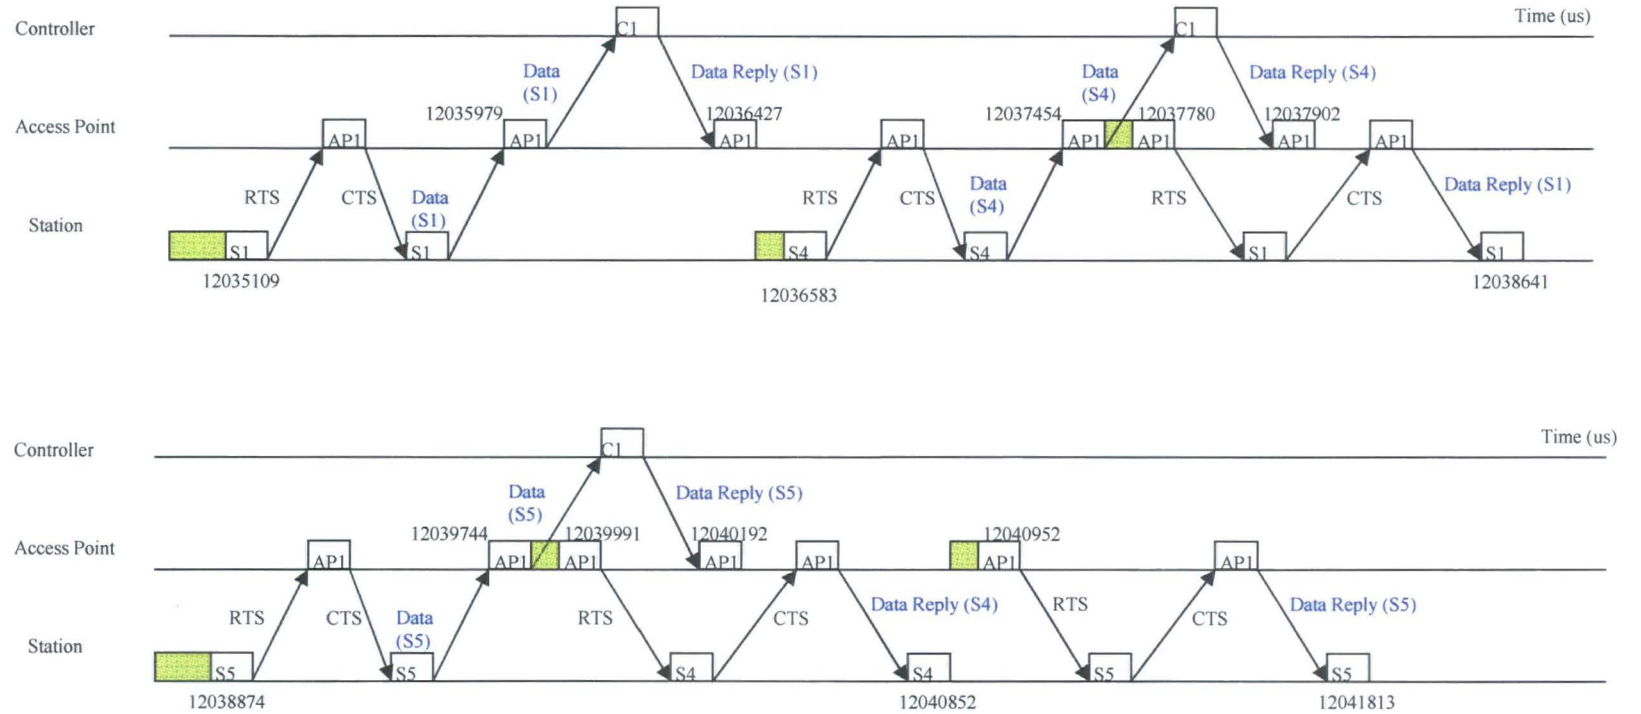 Controller
C1
C1
Time (us)
Data
(S1)
Data Reply (S1)
Data
(S4)
Data Reply (S4)
Access Point
12035979
12036427
12037454
12037780
12037902
AP1
AP1
AP1
AP1
AP1
AP1
AP1
AP1
RTS
CTS
Data
(S1)
RTS
CTS
Data
(S4)
RTS
CTS
Data Reply (S1)
Station
S1
S1
S4
S4
S1
S1
12035109
12036583
12038641
Controller
C1
Time (us)
Data
(S5)
Data Reply (S5)
Access Point
12039744
12039991
12040192
12040952
AP1
AP1
AP1
AP1
AP1
AP1
AP1
RTS
CTS
Data
(S5)
RTS
CTS
Data Reply (S4)
RTS
CTS
Data Reply (S5)
Station
S5
S5
S4
S4
S5
S5
12038874
12040852
12041813